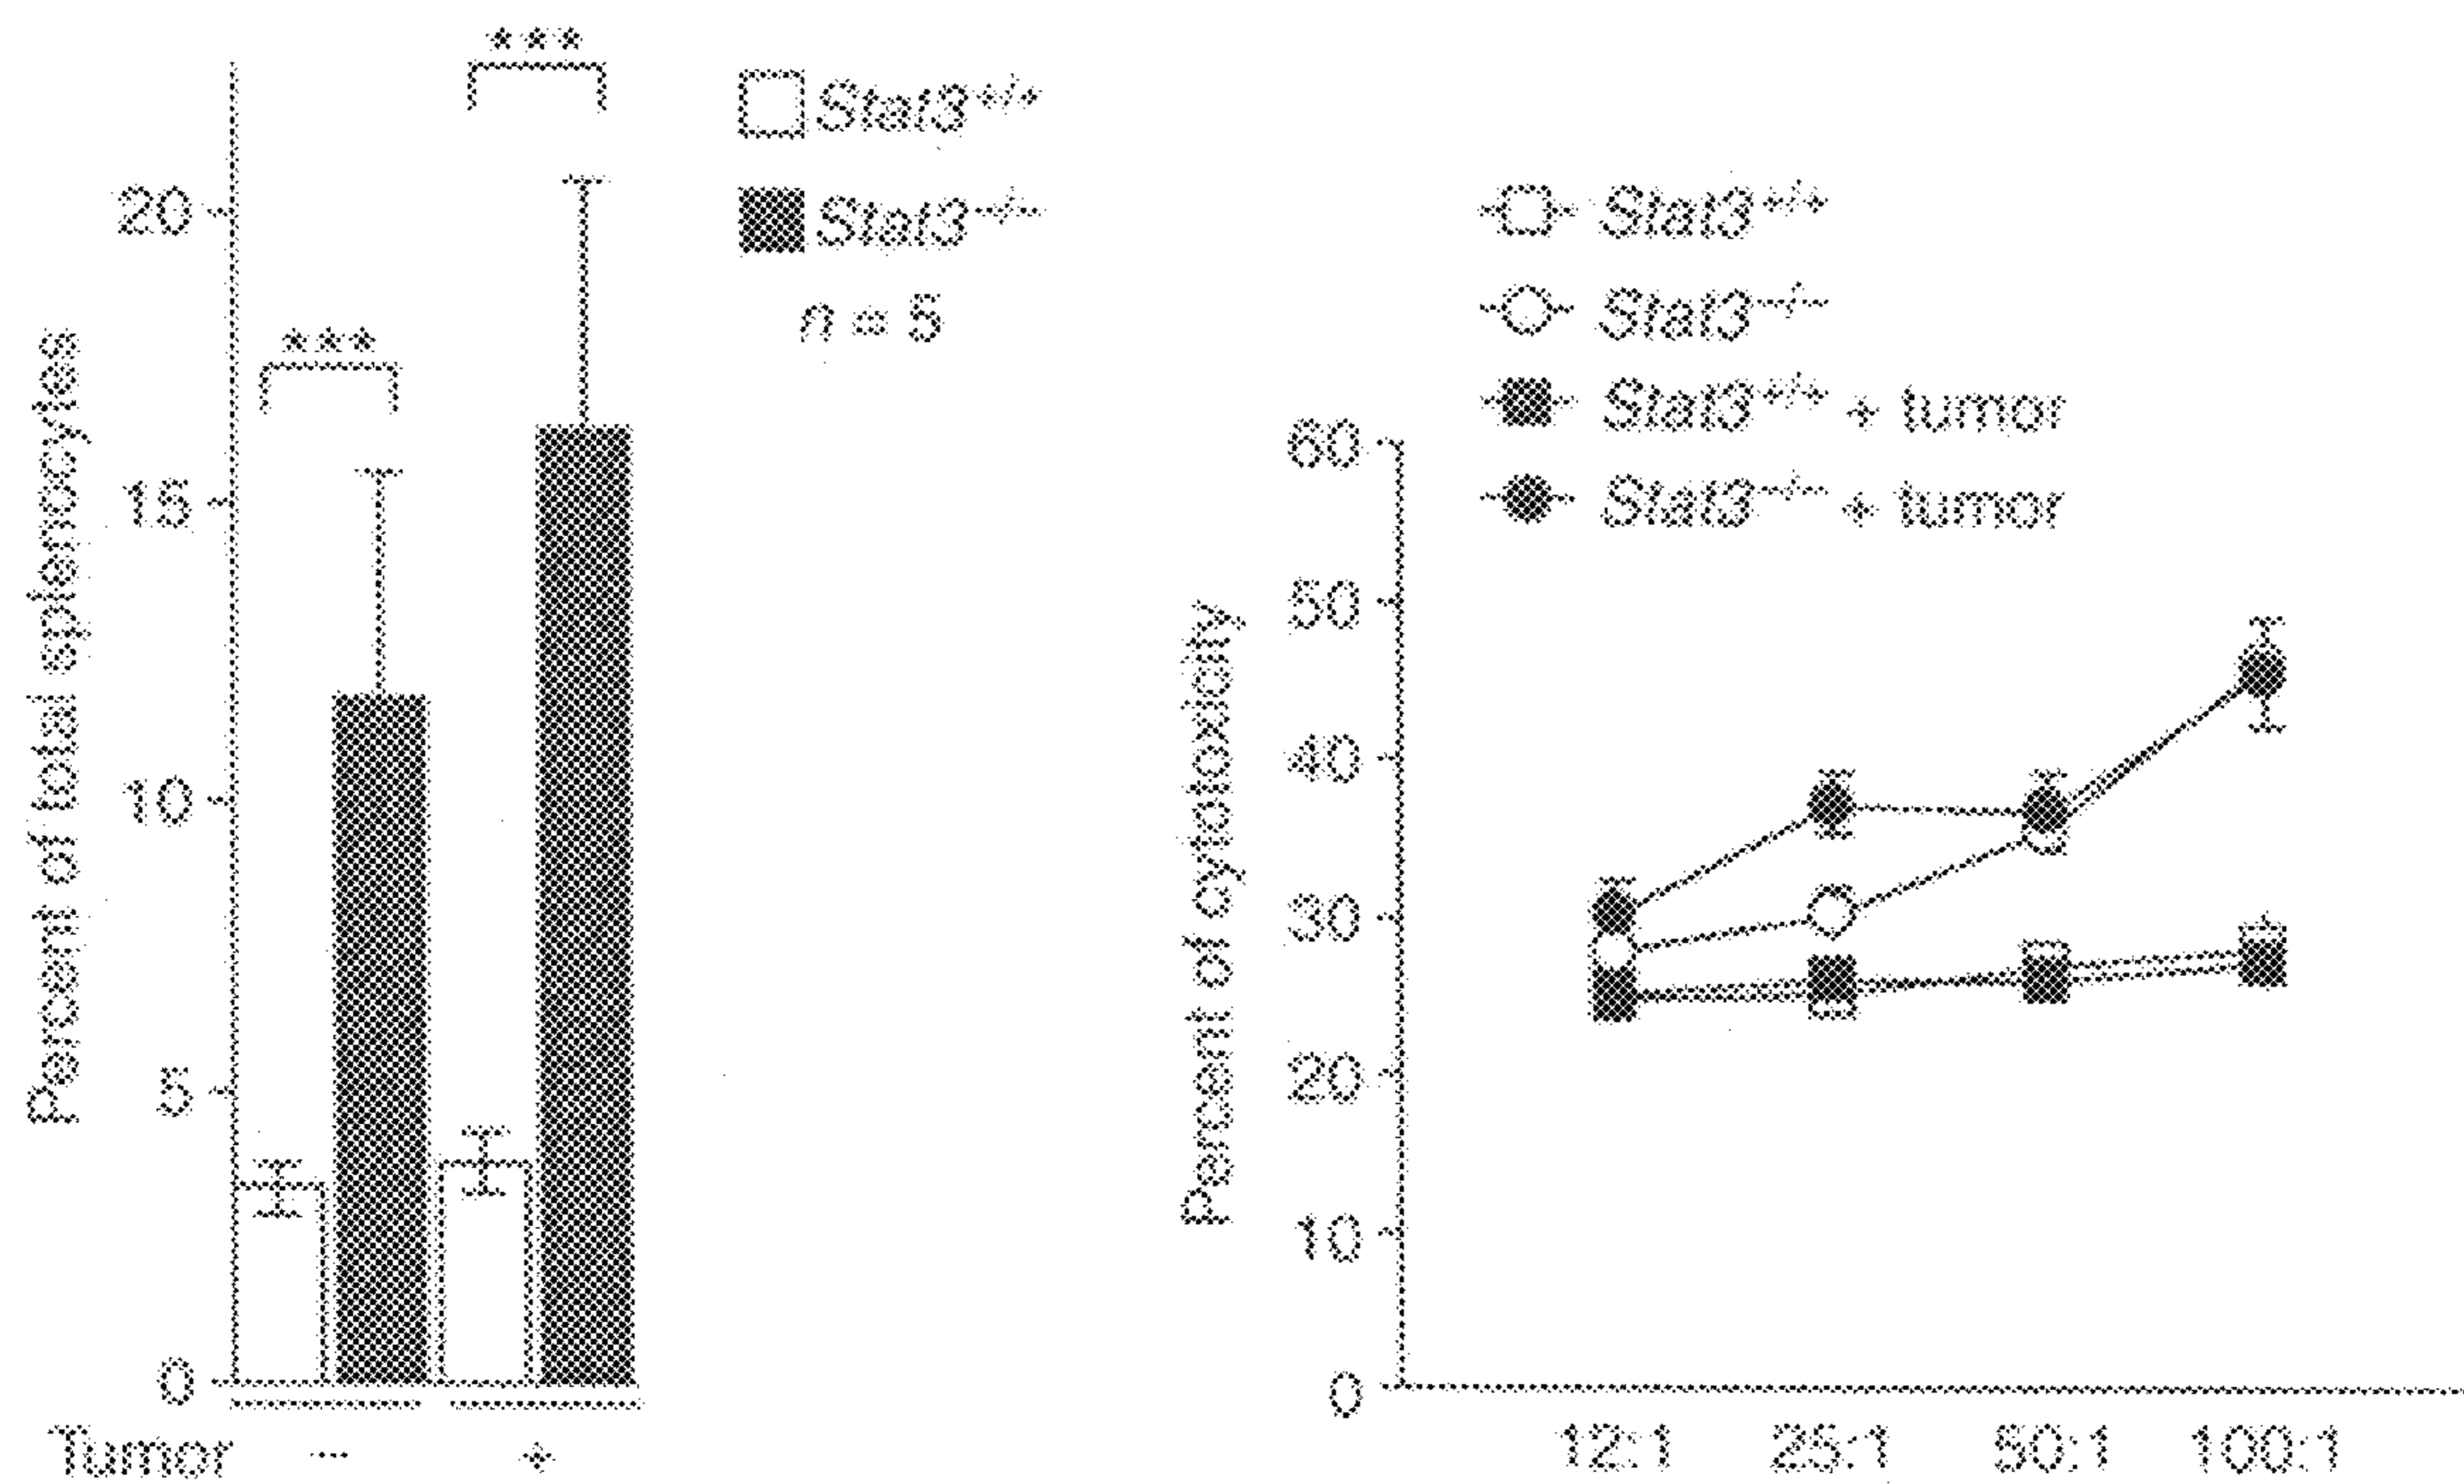 ***
Stat3+/+
Stat3−/−
n = 5
***
20
15
10
5
0
Percent of total splenocytes
Tumor − +
Stat3+/+
Stat3−/−
Stat3+/+ + tumor
Stat3−/− + tumor
60
50
40
30
20
10
0
Percent of cytotoxicity
12:1 25:1 50:1 100:1